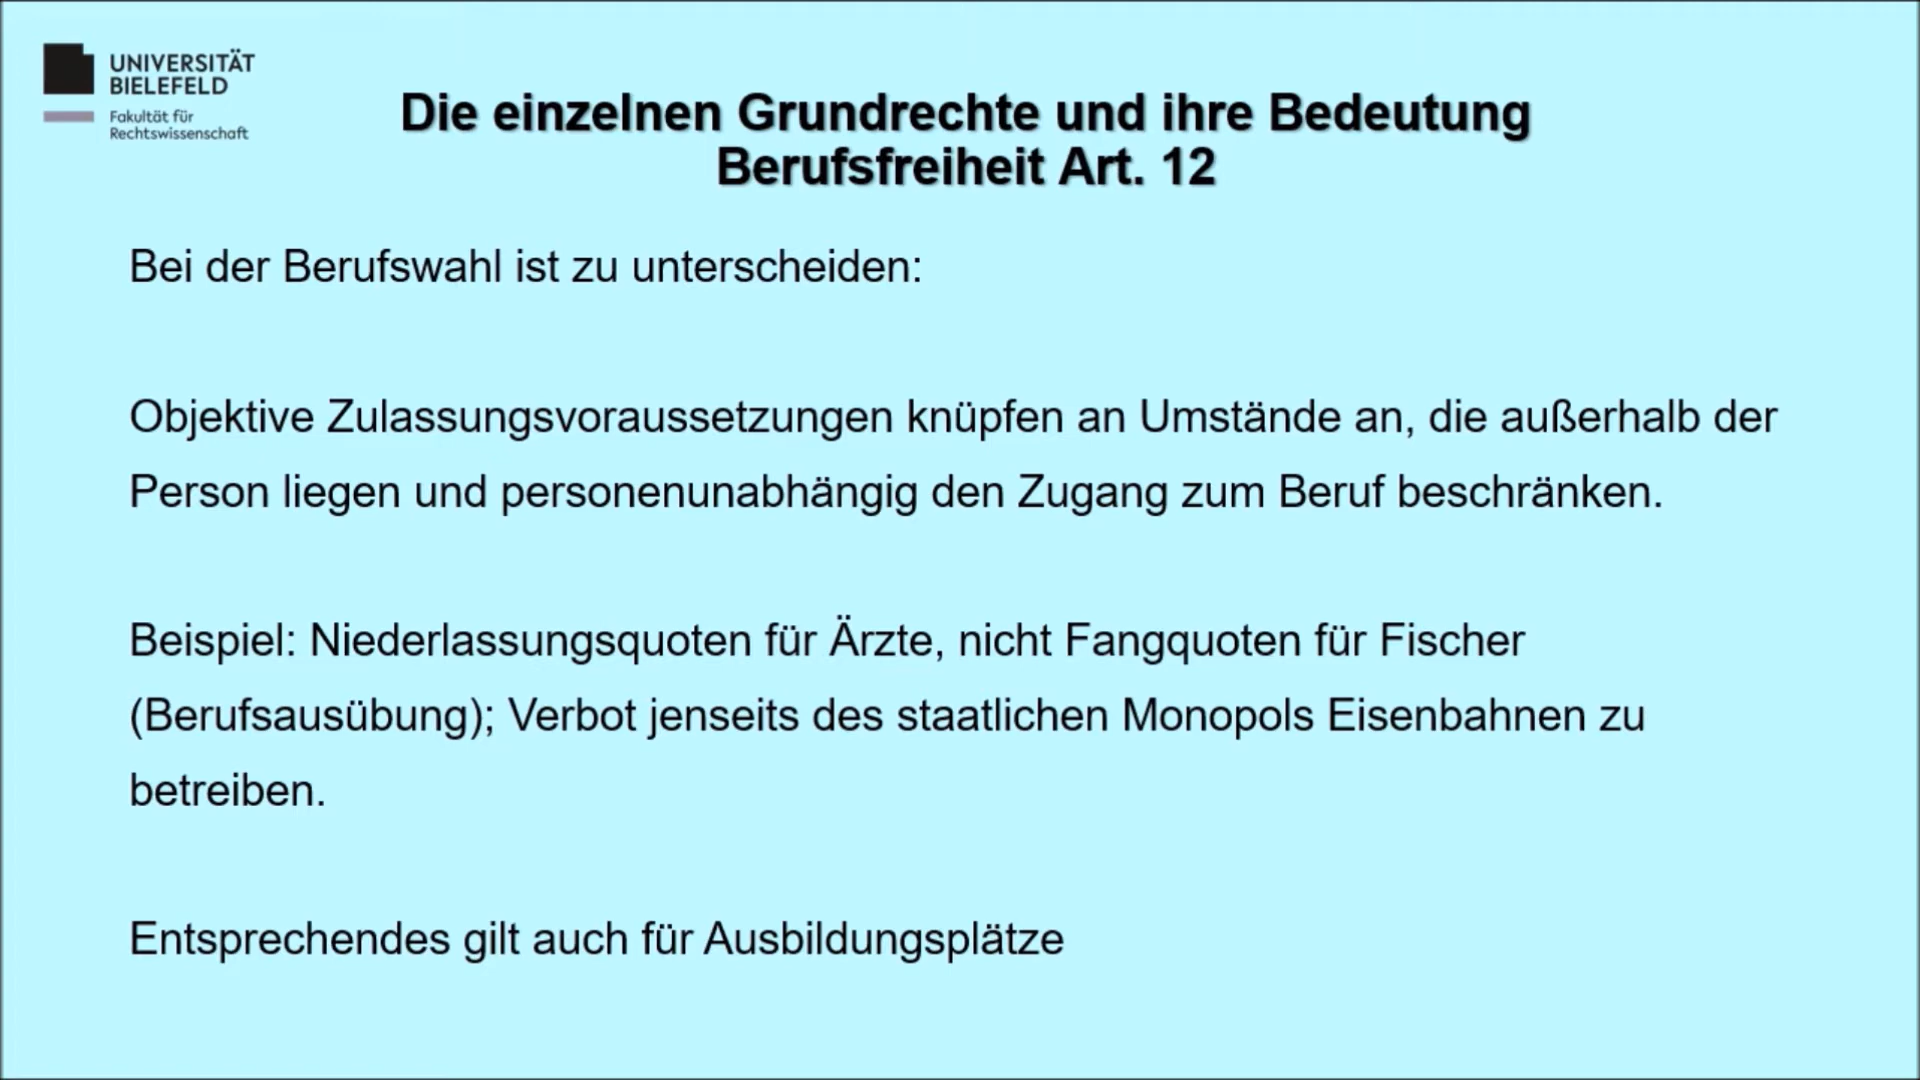 UNIVERSITÄT
BIELEFELD
Fakultät für
Rechtswissenschaft
Die einzelnen Grundrechte und ihre Bedeutung
Berufsfreiheit Art. 12
Bei der Berufswahl ist zu unterscheiden:
Objektive Zulassungsvoraussetzungen knüpfen an Umstände an, die außerhalb der
Person liegen und personenunabhängig den Zugang zum Beruf beschränken.
Beispiel: Niederlassungsquoten für Ärzte, nicht Fangquoten für Fischer
(Berufsausübung); Verbot jenseits des staatlichen Monopols Eisenbahnen zu
betreiben.
Entsprechendes gilt auch für Ausbildungsplätze